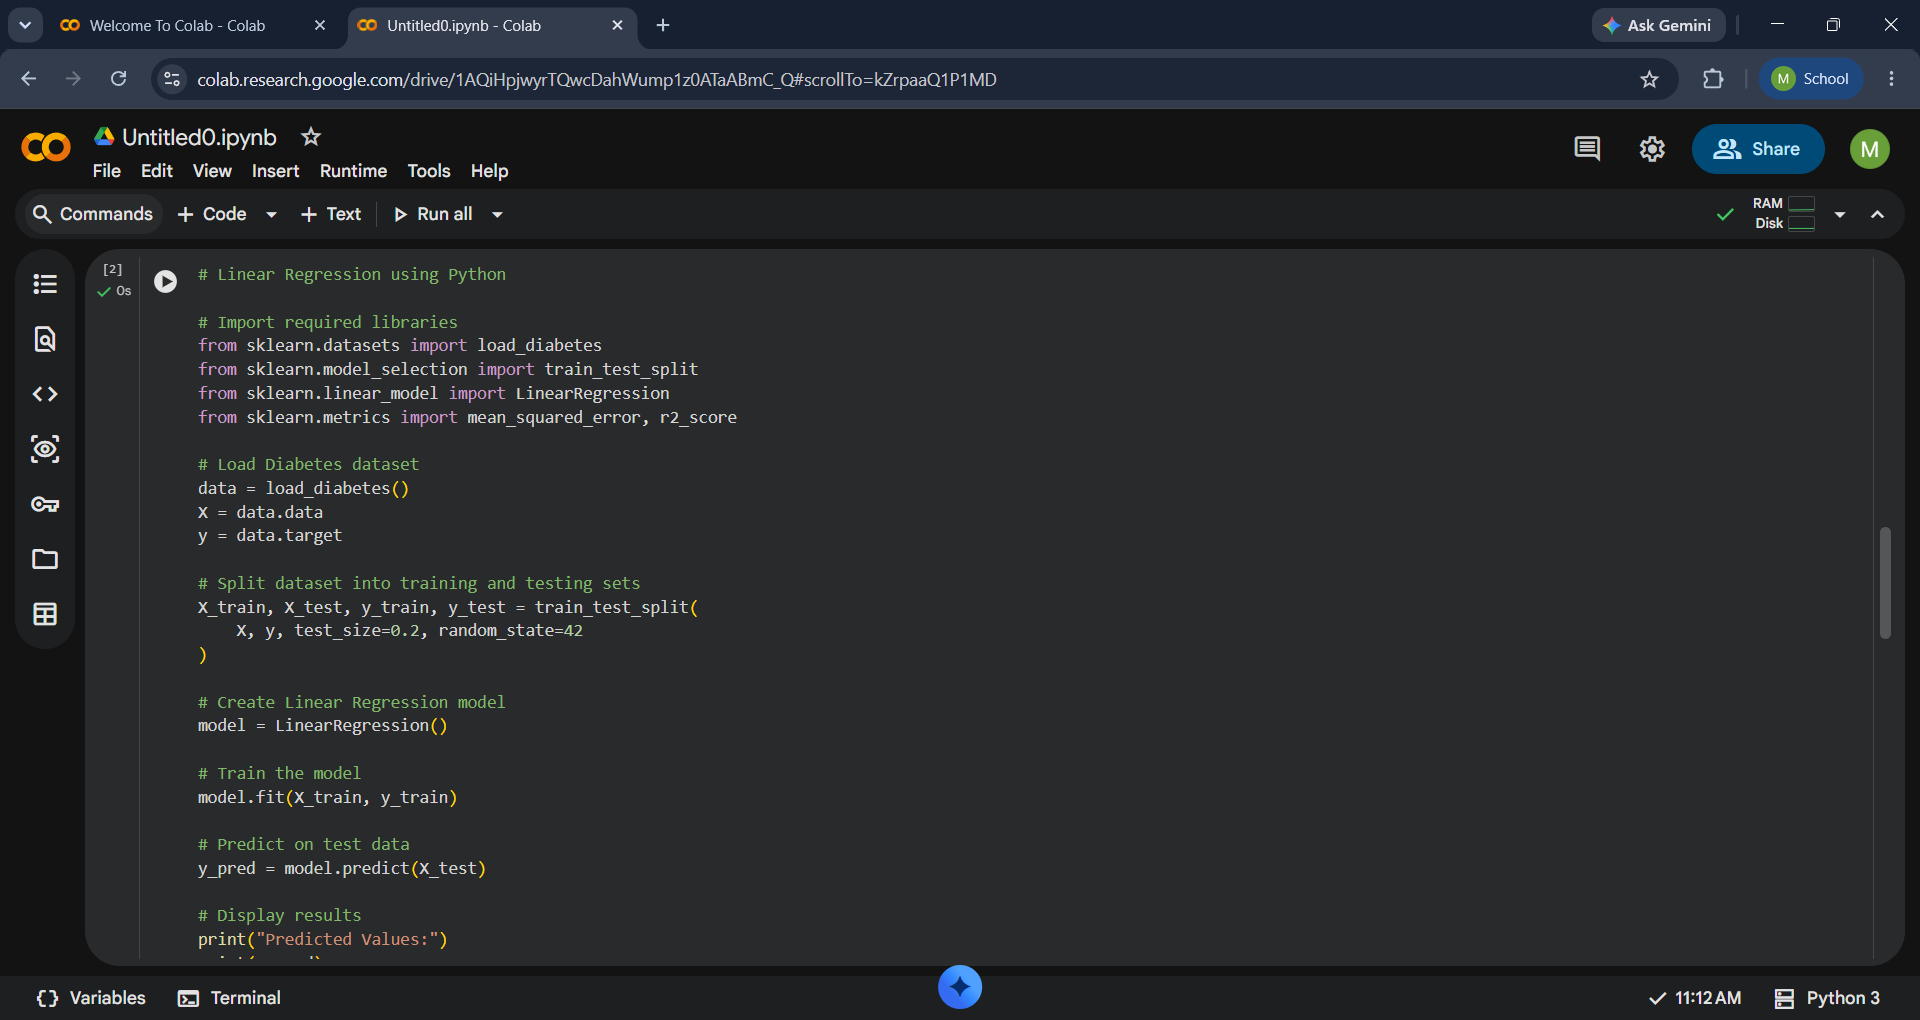 Welcome To Colab - Colab
Untitled0.ipynb - Colab
Ask Gemini
colab.research.google.com/drive/1AQiHpjwyrTQwcDahWump1z0ATaABmC_Q#scrollTo=kZrpaaQ1P1MD
M School
Untitled0.ipynb
File Edit View Insert Runtime Tools Help
Share
M
Commands + Code + Text Run all
RAM
Disk
[2]
0s
# Linear Regression using Python
# Import required libraries
from sklearn.datasets import load_diabetes
from sklearn.model_selection import train_test_split
from sklearn.linear_model import LinearRegression
from sklearn.metrics import mean_squared_error, r2_score
# Load Diabetes dataset
data = load_diabetes()
X = data.data
y = data.target
# Split dataset into training and testing sets
X_train, X_test, y_train, y_test = train_test_split(
    X, y, test_size=0.2, random_state=42
)
# Create Linear Regression model
model = LinearRegression()
# Train the model
model.fit(X_train, y_train)
# Predict on test data
y_pred = model.predict(X_test)
# Display results
print("Predicted Values:")
Variables
Terminal
11:12 AM
Python 3